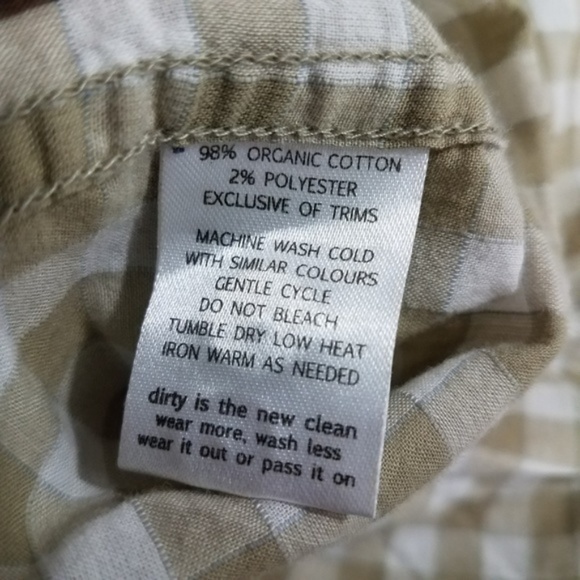 98% ORGANIC COTTON
2% POLYESTER
EXCLUSIVE OF TRIMS
MACHINE WASH COLD
WITH SIMILAR COLOURS
GENTLE CYCLE
DO NOT BLEACH
TUMBLE DRY LOW HEAT
IRON WARM AS NEEDED
dirty is the new clean
wear more, wash less
wear it out or pass it on